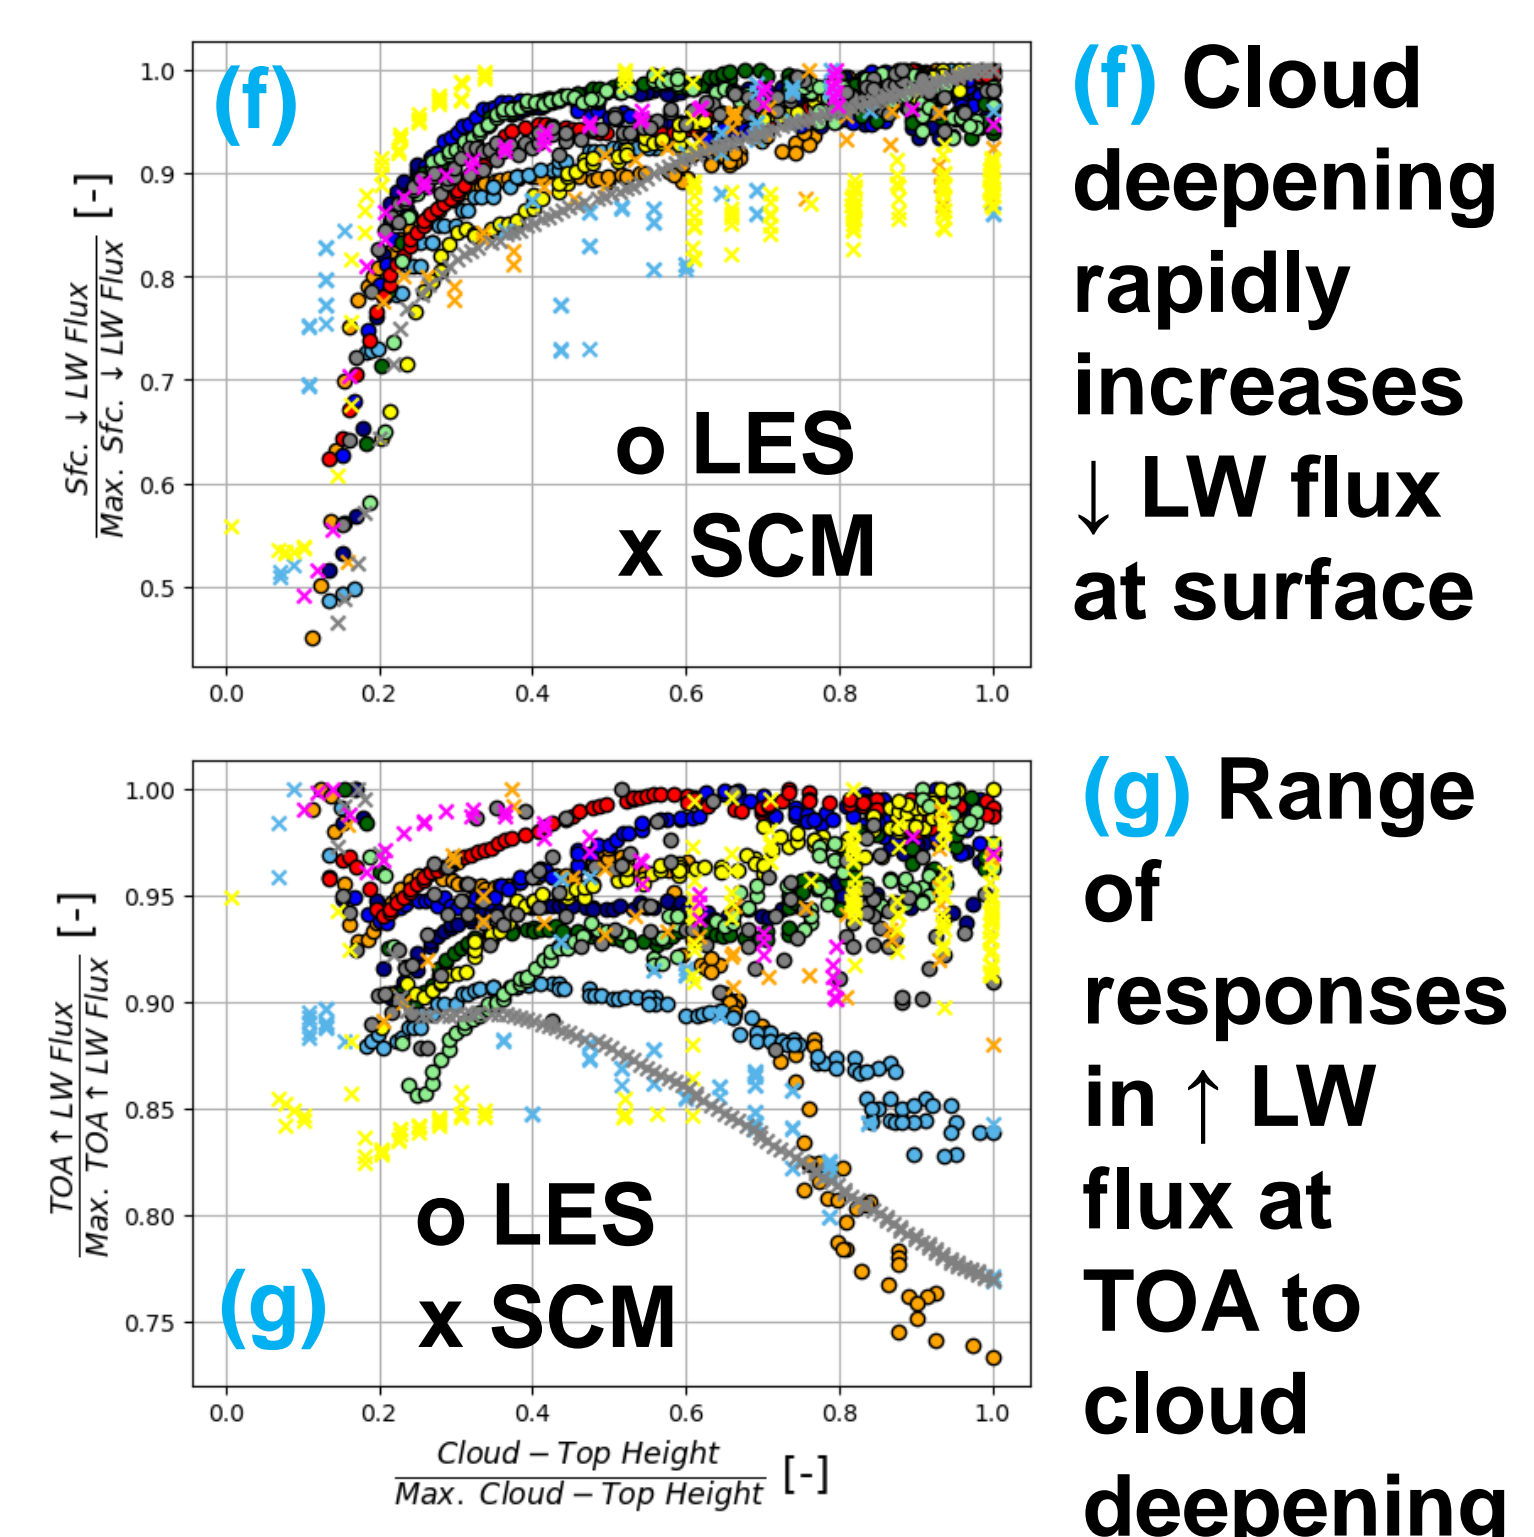 (f)
1.0
0.9
0.8
0.7
0.6
0.5
Sfc. ↓ LW Flux
Max. Sfc. ↓ LW Flux
[-]
o LES
x SCM
0.0 0.2 0.4 0.6 0.8 1.0
(f) Cloud
deepening
rapidly
increases
↓ LW flux
at surface
1.00
0.95
0.90
0.85
0.80
0.75
TOA ↑ LW Flux
Max. TOA ↑ LW Flux
[-]
o LES
x SCM
(g)
0.0 0.2 0.4 0.6 0.8 1.0
Cloud – Top Height
Max. Cloud – Top Height
[-]
(g) Range
of
responses
in ↑ LW
flux at
TOA to
cloud
deepening